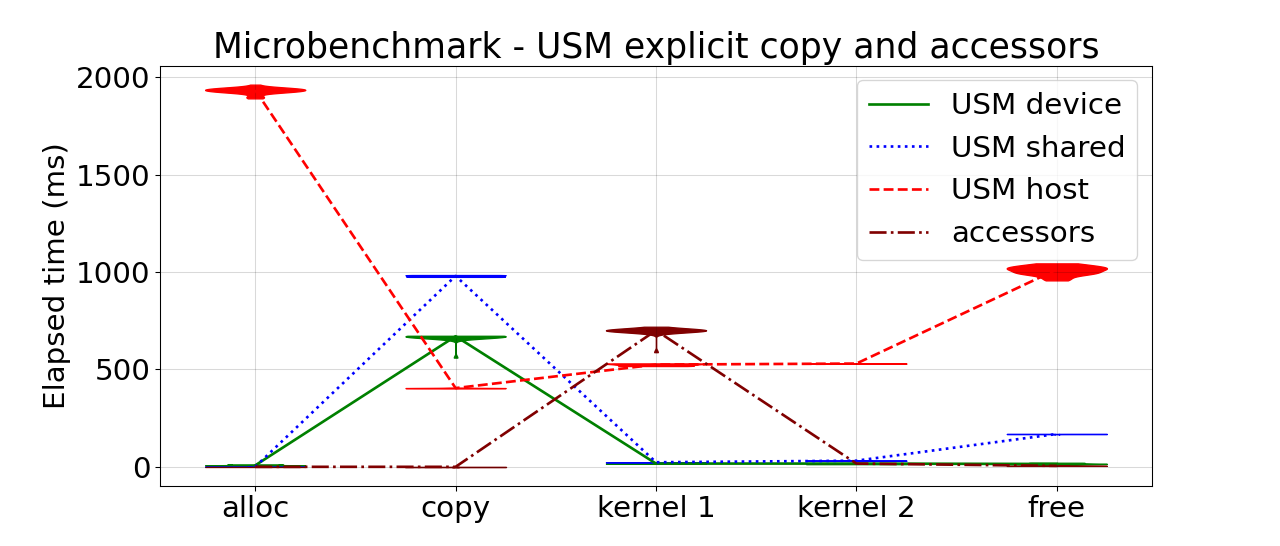 Microbenchmark - USM explicit copy and accessors
Elapsed time (ms)
2000
1500
1000
500
0
USM device
USM shared
USM host
accessors
alloc
copy
kernel 1
kernel 2
free